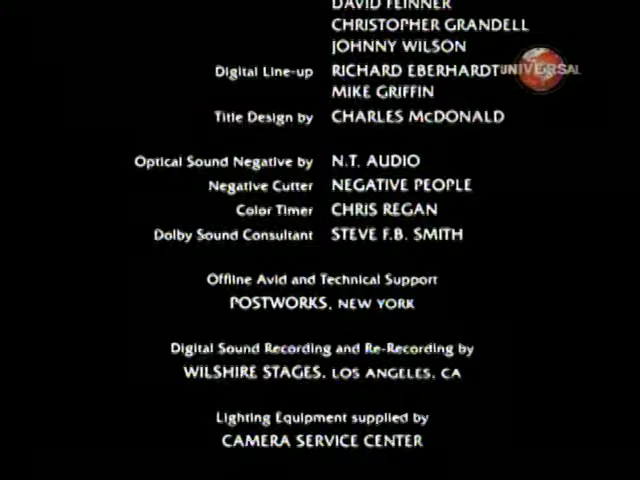 DAVID FEINNER
CHRISTOPHER GRANDELL
JOHNNY WILSON
Digital Line-up RICHARD EBERHARDT
UNIVERSAL
MIKE GRIFFIN
Title Design by CHARLES McDONALD
Optical Sound Negative by N.T. AUDIO
Negative Cutter NEGATIVE PEOPLE
Color Timer CHRIS REGAN
Dolby Sound Consultant STEVE F.B. SMITH
Offline Avid and Technical Support
POSTWORKS, NEW YORK
Digital Sound Recording and Re-Recording by
WILSHIRE STAGES, LOS ANGELES, CA
Lighting Equipment supplied by
CAMERA SERVICE CENTER